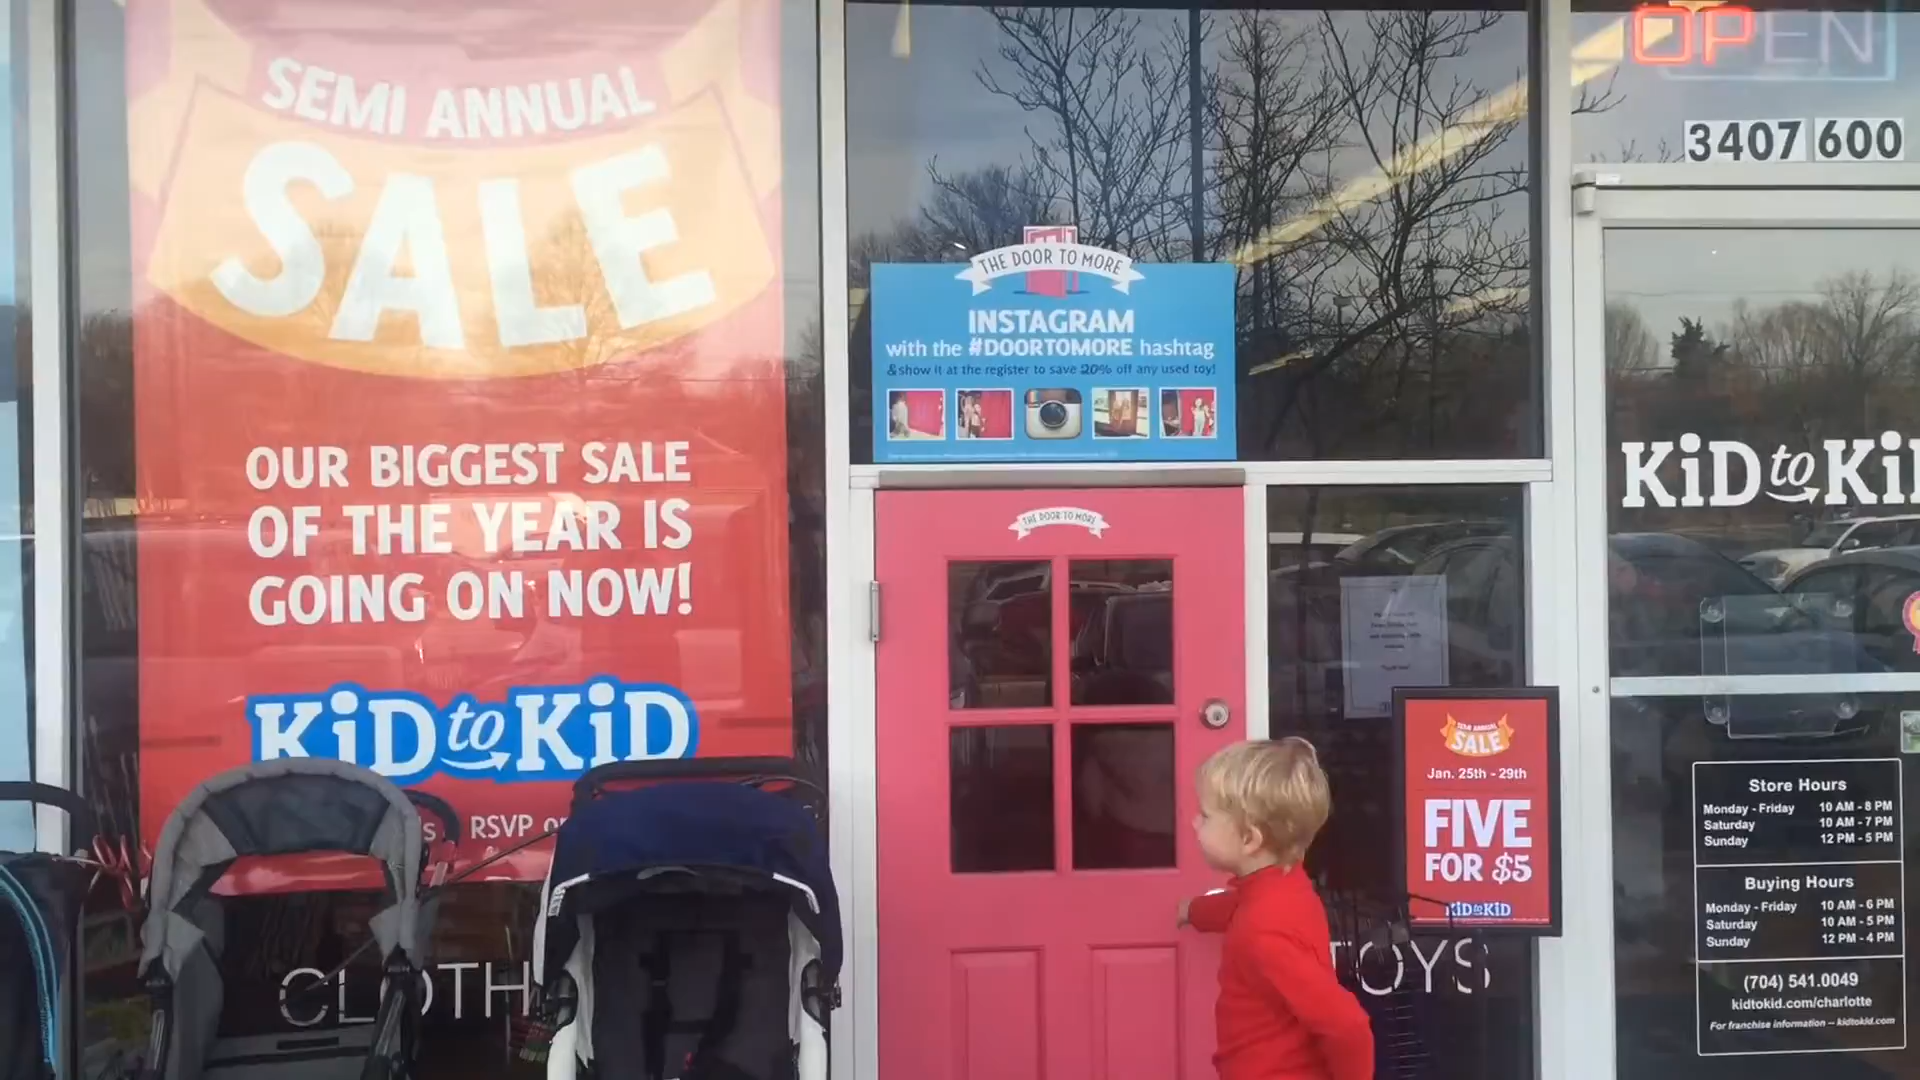 SEMI ANNUAL
SALE
OUR BIGGEST SALE
OF THE YEAR IS
GOING ON NOW!
KiD to KiD
RSVP
CLOTH
THE DOOR TO MORE
INSTAGRAM
with the #DOORTOMORE hashtag
& show it at the register to save 20% off any used toy!
THE DOOR TO MORE
SEMI ANNUAL
SALE
Jan. 25th - 29th
FIVE
FOR $5
KiD to KiD
TOYS
OPEN
3407 600
KiD to Ki
Store Hours
Monday - Friday 10 AM - 8 PM
Saturday 10 AM - 7 PM
Sunday 12 PM - 5 PM
Buying Hours
Monday - Friday 10 AM - 6 PM
Saturday 10 AM - 5 PM
Sunday 12 PM - 4 PM
(704) 541.0049
kidtokid.com/charlotte
For franchise information -- kidtokid.com